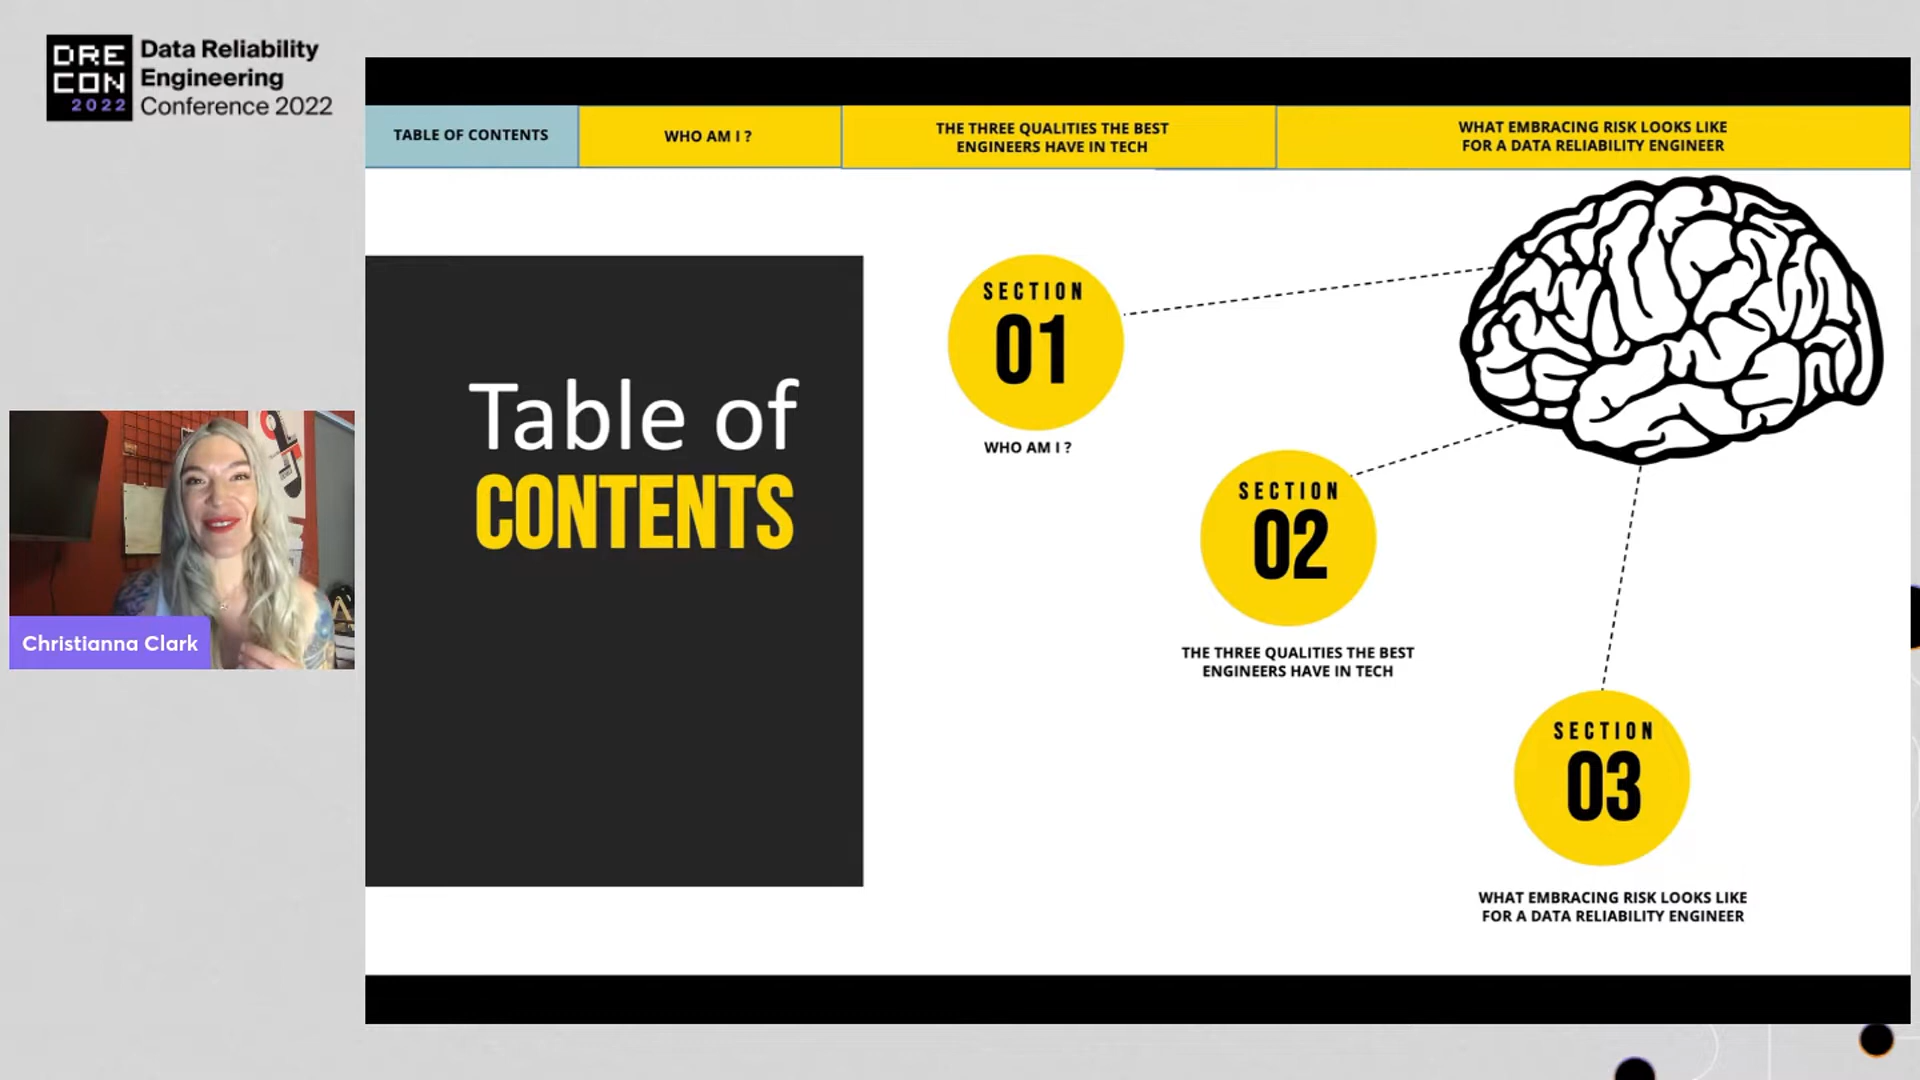 DRE
CON
2022
Data Reliability
Engineering
Conference 2022
TABLE OF CONTENTS
WHO AM I ?
THE THREE QUALITIES THE BEST
ENGINEERS HAVE IN TECH
WHAT EMBRACING RISK LOOKS LIKE
FOR A DATA RELIABILITY ENGINEER
Table of
CONTENTS
SECTION
01
WHO AM I ?
SECTION
02
THE THREE QUALITIES THE BEST
ENGINEERS HAVE IN TECH
SECTION
03
WHAT EMBRACING RISK LOOKS LIKE
FOR A DATA RELIABILITY ENGINEER
Christianna Clark